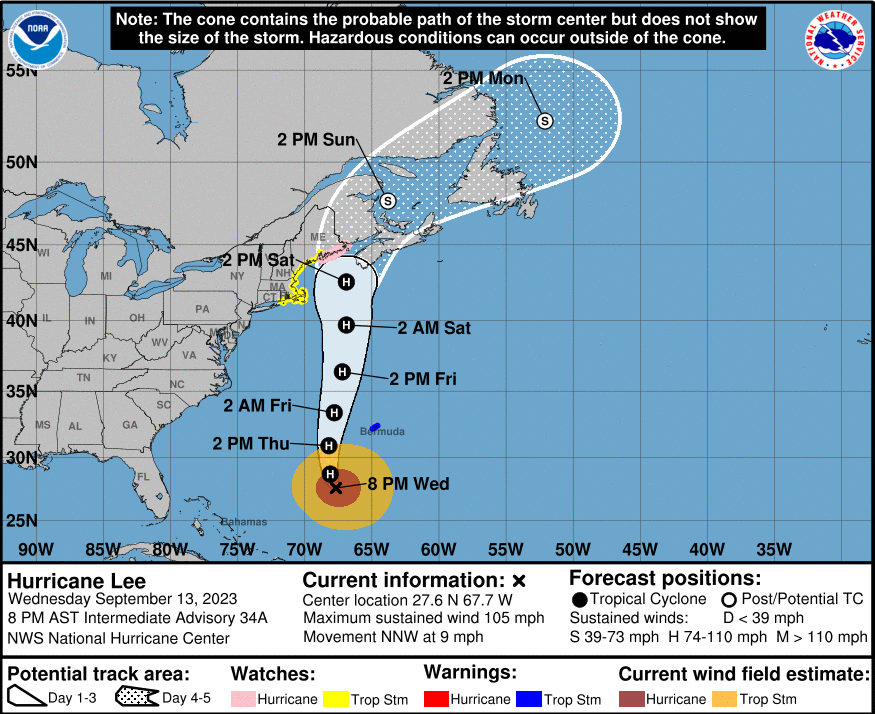 Note: The cone contains the probable path of the storm center but does not show
the size of the storm. Hazardous conditions can occur outside of the cone.
NOAA
NATIONAL WEATHER SERVICE
55N
50N
45N
40N
35N
30N
25N
90W 85W 80W 75W 70W 65W 60W 55W 50W 45W 40W 35W
2 PM Mon
S
2 PM Sun
S
ME
WI
2 PM Sat
H
MI
NY
NH
MA
CT
PA
2 AM Sat
H
IL
IN
OH
WV
DE
KY
VA
2 PM Fri
H
TN
NC
2 AM Fri
H
SC
MS
AL
GA
Bermuda
2 PM Thu
H
H
8 PM Wed
FL
Bahamas
Hurricane Lee
Wednesday September 13, 2023
8 PM AST Intermediate Advisory 34A
NWS National Hurricane Center
Current information: ×
Center location 27.6 N 67.7 W
Maximum sustained wind 105 mph
Movement NNW at 9 mph
Forecast positions:
Tropical Cyclone Post/Potential TC
Sustained winds: D < 39 mph
S 39-73 mph H 74-110 mph M > 110 mph
Potential track area:
Day 1-3 Day 4-5
Watches:
Hurricane Trop Stm
Warnings:
Hurricane Trop Stm
Current wind field estimate:
Hurricane Trop Stm